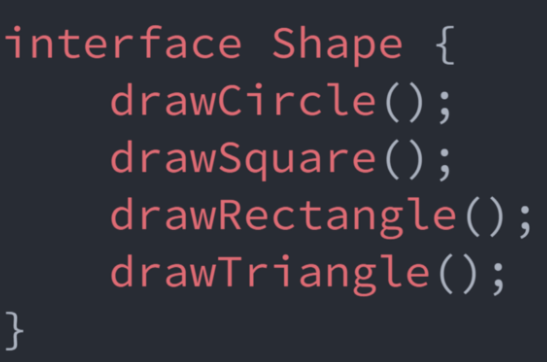 interface Shape {
    drawCircle();
    drawSquare();
    drawRectangle();
    drawTriangle();
}